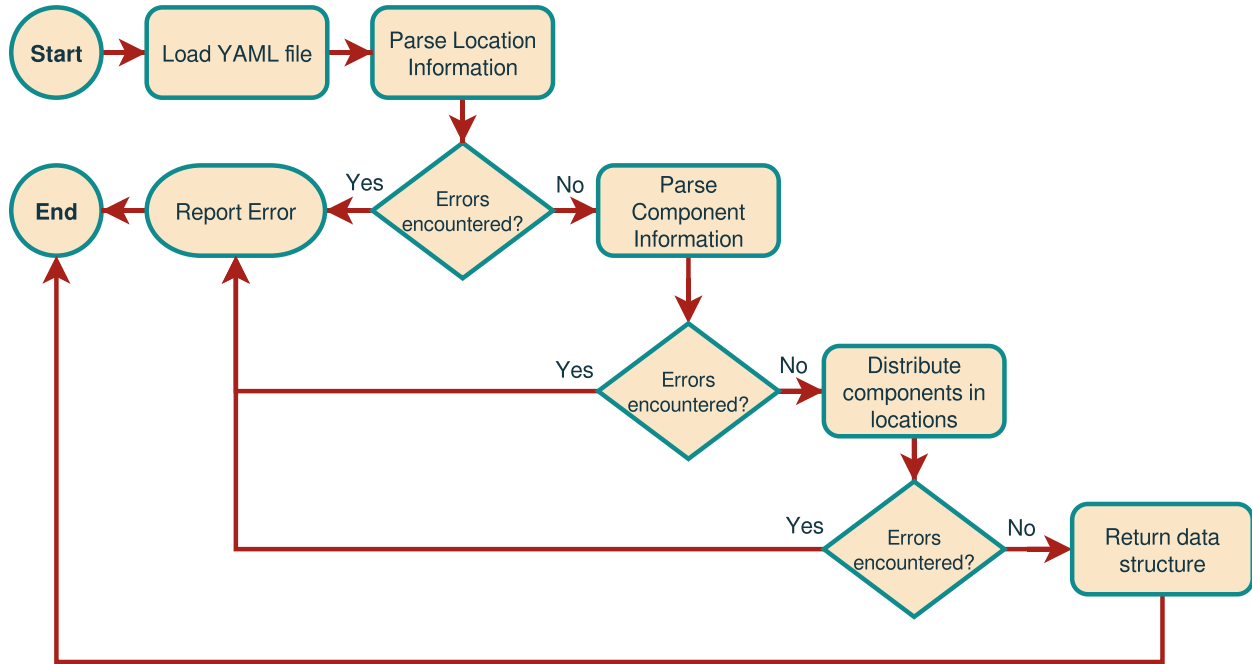 Start
Load YAML file
Parse Location
Information
End
Report Error
Yes
Errors
encountered?
No
Parse
Component
Information
Yes
Errors
encountered?
No
Distribute
components in
locations
Yes
Errors
encountered?
No
Return data
structure